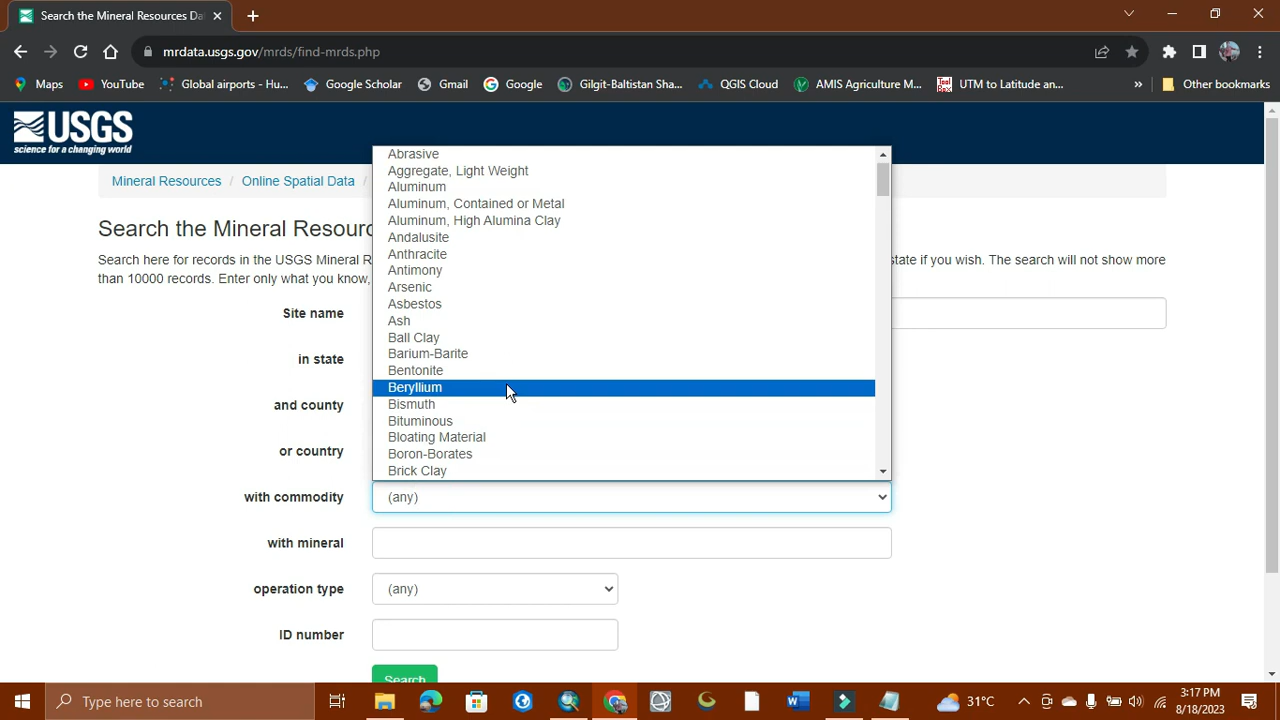 Search the Mineral Resources Da
mrdata.usgs.gov/mrds/find-mrds.php
Maps
YouTube
Global airports - Hu...
Google Scholar
Gmail
Google
Gilgit-Baltistan Sha...
QGIS Cloud
AMIS Agriculture M...
UTM to Latitude an...
»
Other bookmarks
USGS
science for a changing world
Mineral Resources / Online Spatial Data /
Search the Mineral Resourc
Search here for records in the USGS Mineral R
ate if you wish. The search will not show more
than 10000 records. Enter only what you know,
Abrasive
Aggregate, Light Weight
Aluminum
Aluminum, Contained or Metal
Aluminum, High Alumina Clay
Andalusite
Anthracite
Antimony
Arsenic
Asbestos
Ash
Ball Clay
Barium-Barite
Bentonite
Beryllium
Bismuth
Bituminous
Bloating Material
Boron-Borates
Brick Clay
Site name
in state
and county
or country
with commodity (any)
with mineral
operation type (any)
ID number
Search
Type here to search
31°C
3:17 PM
8/18/2023